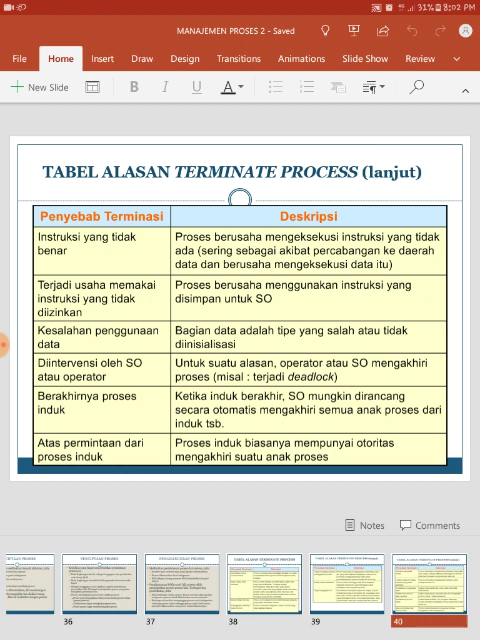 31% 8:02 PM
MANAJEMEN PROSES 2 - Saved
File Home Insert Draw Design Transitions Animations Slide Show Review
New Slide B I U A
TABEL ALASAN TERMINATE PROCESS (lanjut)
Penyebab Terminasi Deskripsi
Instruksi yang tidak Proses berusaha mengeksekusi instruksi yang tidak
benar ada (sering sebagai akibat percabangan ke daerah
data dan berusaha mengeksekusi data itu)
Terjadi usaha memakai Proses berusaha menggunakan instruksi yang
instruksi yang tidak disimpan untuk SO
diizinkan
Kesalahan penggunaan Bagian data adalah tipe yang salah atau tidak
data diinisialisasi
Diintervensi oleh SO Untuk suatu alasan, operator atau SO mengakhiri
atau operator proses (misal : terjadi deadlock)
Berakhirnya proses Ketika induk berakhir, SO mungkin dirancang
induk secara otomatis mengakhiri semua anak proses dari
induk tsb.
Atas permintaan dari Proses induk biasanya mempunyai otoritas
proses induk mengakhiri suatu anak proses
Notes Comments
36 37 38 39 40